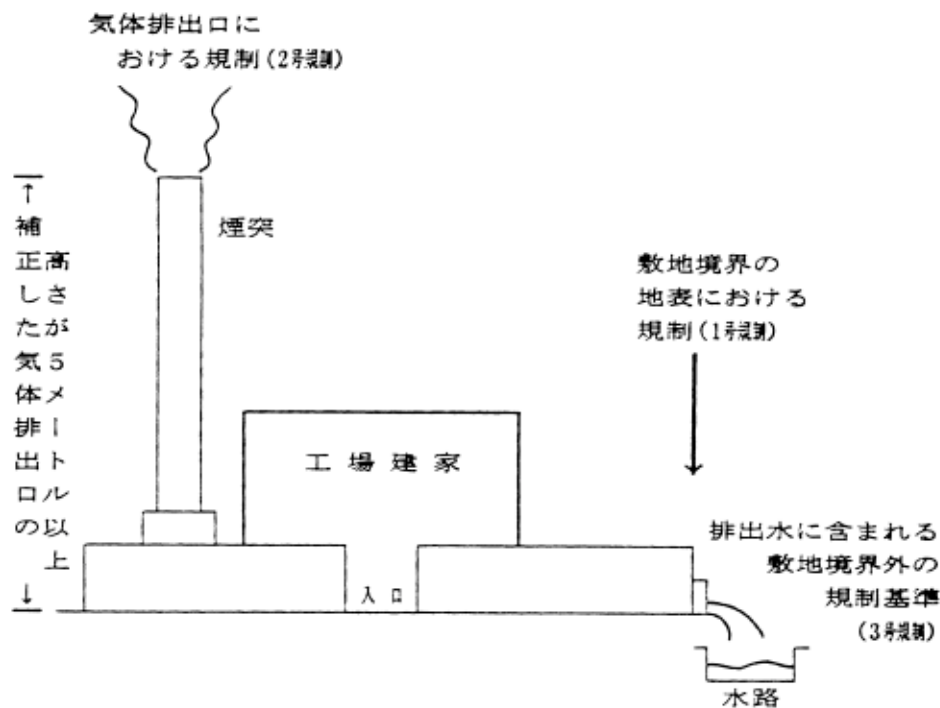 気体排出口に
おける規制(2号規制)
煙突
補正した気体排出口の
高さが5メートル以上
敷地境界の
地表における
規制(1号規制)
工場建家
入口
排出水に含まれる
敷地境界外の
規制基準
(3号規制)
水路